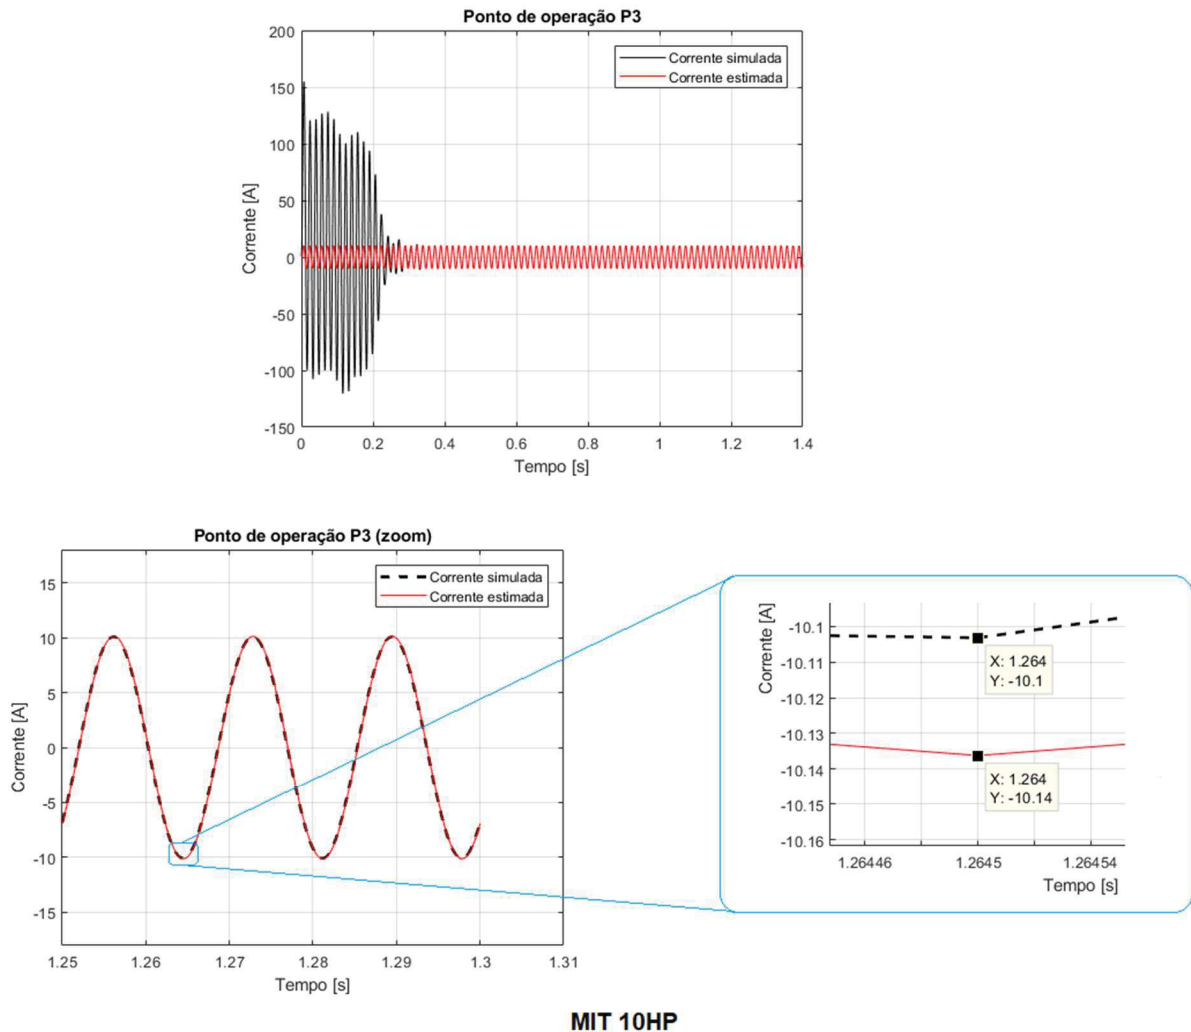 Ponto de operação P3
200
150
100
50
0
-50
-100
-150
Corrente [A]
Corrente simulada
Corrente estimada
0 0.2 0.4 0.6 0.8 1 1.2 1.4
Tempo [s]
Ponto de operação P3 (zoom)
15
10
5
0
-5
-10
-15
Corrente [A]
Corrente simulada
Corrente estimada
1.25 1.26 1.27 1.28 1.29 1.3 1.31
Tempo [s]
-10.1
-10.11
-10.12
-10.13
-10.14
-10.15
-10.16
Corrente [A]
X: 1.264
Y: -10.1
X: 1.264
Y: -10.14
1.26446 1.2645 1.26454
Tempo [s]
MIT 10HP